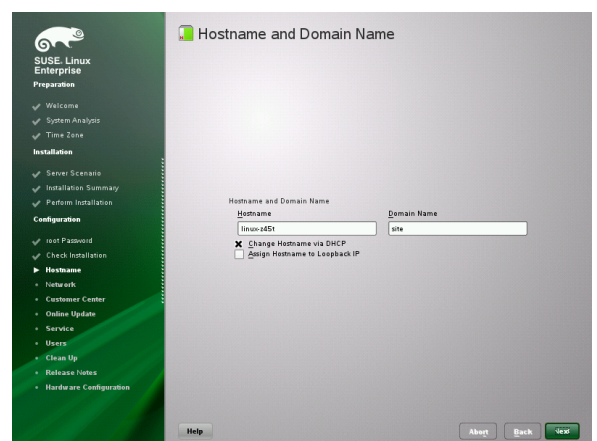 SUSE. Linux
Enterprise
Preparation
Welcome
System Analysis
Time Zone
Installation
Server Scenario
Installation Summary
Perform Installation
Configuration
root Password
Check Installation
Hostname
Network
Customer Center
Online Update
Service
Users
Clean Up
Release Notes
Hardware Configuration
Hostname and Domain Name
Hostname and Domain Name
Hostname
Domain Name
linux-z45t
site
Change Hostname via DHCP
Assign Hostname to Loopback IP
Help
Abort
Back
Next